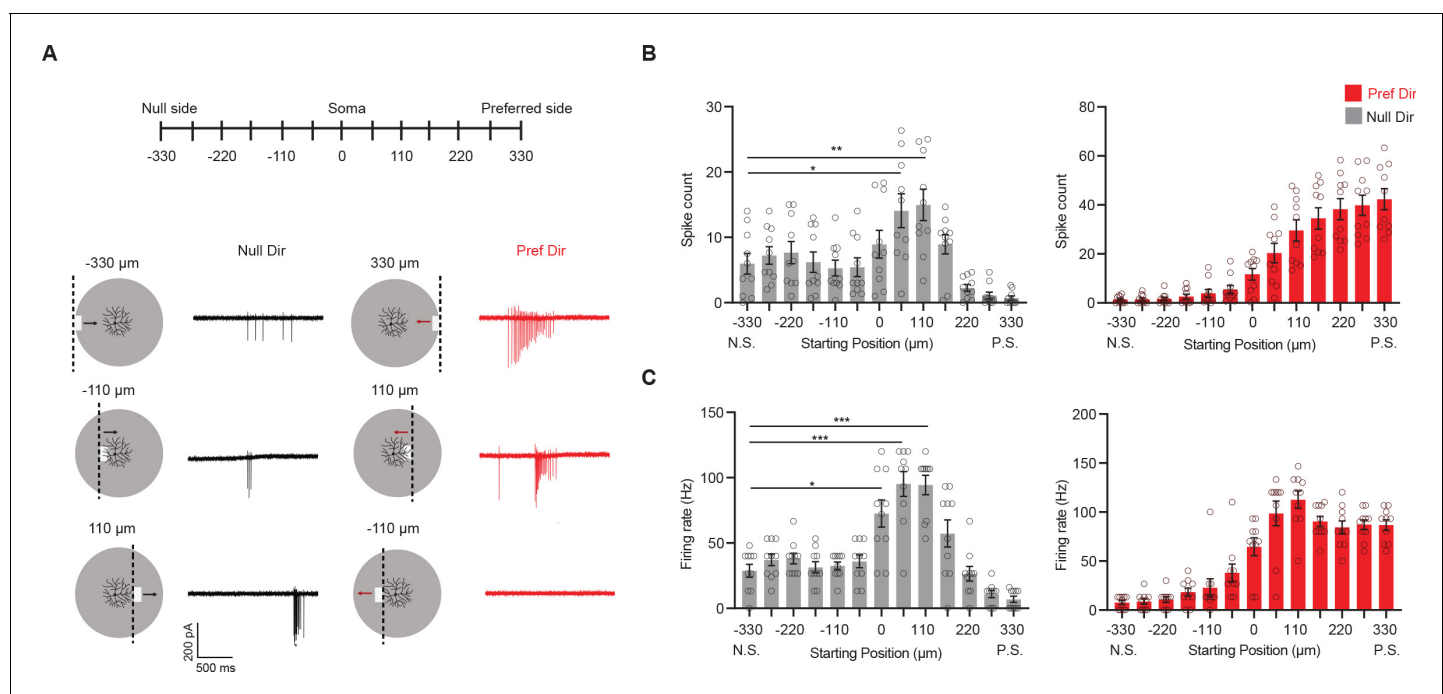 A
Null side Soma Preferred side
-330 -220 -110 0 110 220 330
Null Dir Pref Dir
-330 µm 330 µm
-110 µm 110 µm
110 µm -110 µm
200 pA
500 ms
B
Pref Dir
Null Dir
Spike count
30
20
10
0
**
*
-330 -220 -110 0 110 220 330
N.S. Starting Position (µm) P.S.
Spike count
80
60
40
20
0
-330 -220 -110 0 110 220 330
N.S. Starting Position (µm) P.S.
C
Firing rate (Hz)
150
100
50
0
***
***
*
-330 -220 -110 0 110 220 330
N.S. Starting Position (µm) P.S.
Firing rate (Hz)
200
150
100
50
0
-330 -220 -110 0 110 220 330
N.S. Starting Position (µm) P.S.